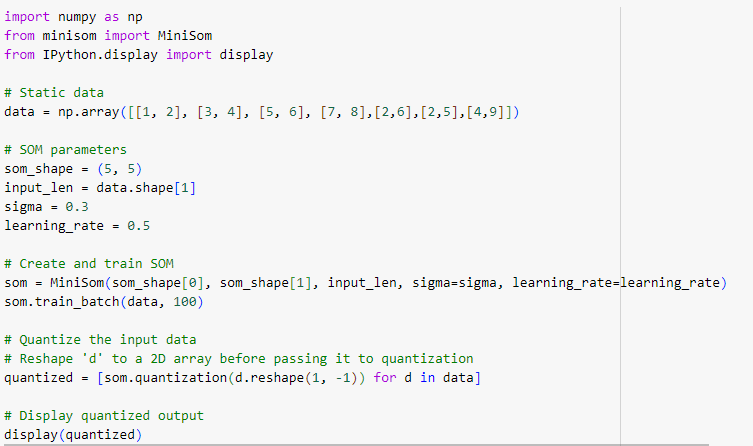 import numpy as np
from minisom import MiniSom
from IPython.display import display
# Static data
data = np.array([[1, 2], [3, 4], [5, 6], [7, 8],[2,6],[2,5],[4,9]])
# SOM parameters
som_shape = (5, 5)
input_len = data.shape[1]
sigma = 0.3
learning_rate = 0.5
# Create and train SOM
som = MiniSom(som_shape[0], som_shape[1], input_len, sigma=sigma, learning_rate=learning_rate)
som.train_batch(data, 100)
# Quantize the input data
# Reshape 'd' to a 2D array before passing it to quantization
quantized = [som.quantization(d.reshape(1, -1)) for d in data]
# Display quantized output
display(quantized)